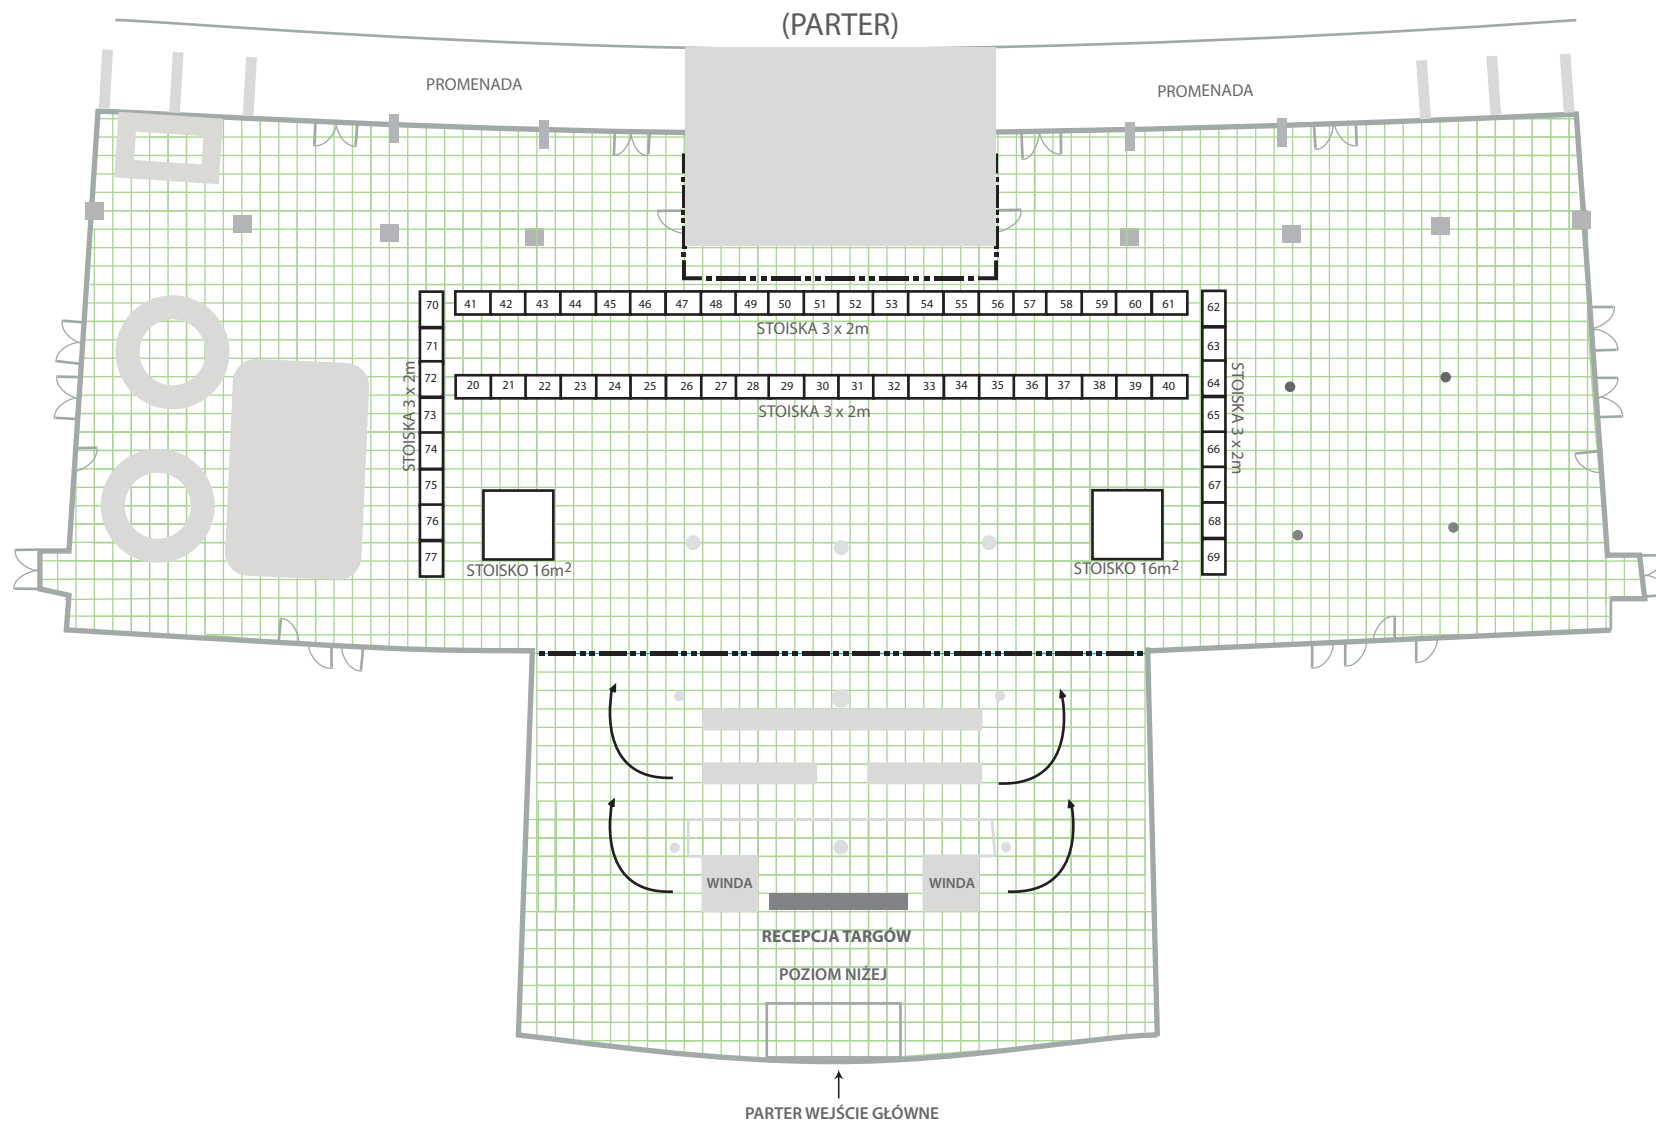 (PARTER)
PROMENADA
PROMENADA
70
41 42 43 44 45 46 47 48 49 50 51 52 53 54 55 56 57 58 59 60 61
62
STOISKA 3 x 2m
71
63
72
20 21 22 23 24 25 26 27 28 29 30 31 32 33 34 35 36 37 38 39 40
64
STOISKA 3 x 2m
STOISKA 3 x 2m
STOISKA 3 x 2m
73
65
74
66
75
67
76
68
77
69
STOISKO 16m²
STOISKO 16m²
WINDA
WINDA
RECEPCJA TARGÓW
POZIOM NIŻEJ
PARTER WEJŚCIE GŁÓWNE